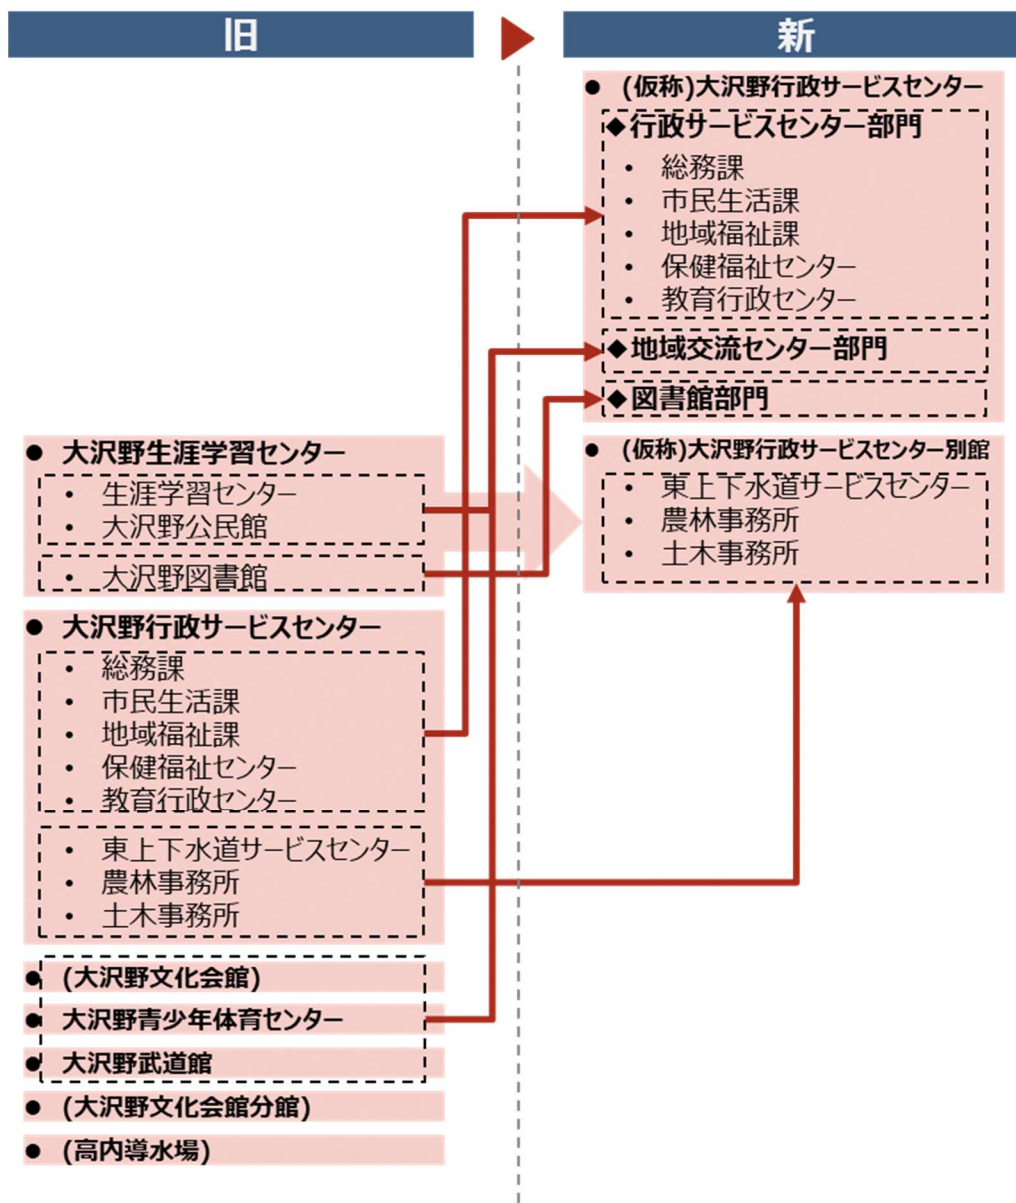 旧
新
● (仮称)大沢野行政サービスセンター
◆行政サービスセンター部門
・ 総務課
・ 市民生活課
・ 地域福祉課
・ 保健福祉センター
・ 教育行政センター
◆地域交流センター部門
◆図書館部門
● (仮称)大沢野行政サービスセンター別館
・ 東上下水道サービスセンター
・ 農林事務所
・ 土木事務所
● 大沢野生涯学習センター
・ 生涯学習センター
・ 大沢野公民館
・ 大沢野図書館
● 大沢野行政サービスセンター
・ 総務課
・ 市民生活課
・ 地域福祉課
・ 保健福祉センター
・ 教育行政センター
・ 東上下水道サービスセンター
・ 農林事務所
・ 土木事務所
● (大沢野文化会館)
● 大沢野青少年体育センター
● 大沢野武道館
● (大沢野文化会館分館)
● (高内導水場)